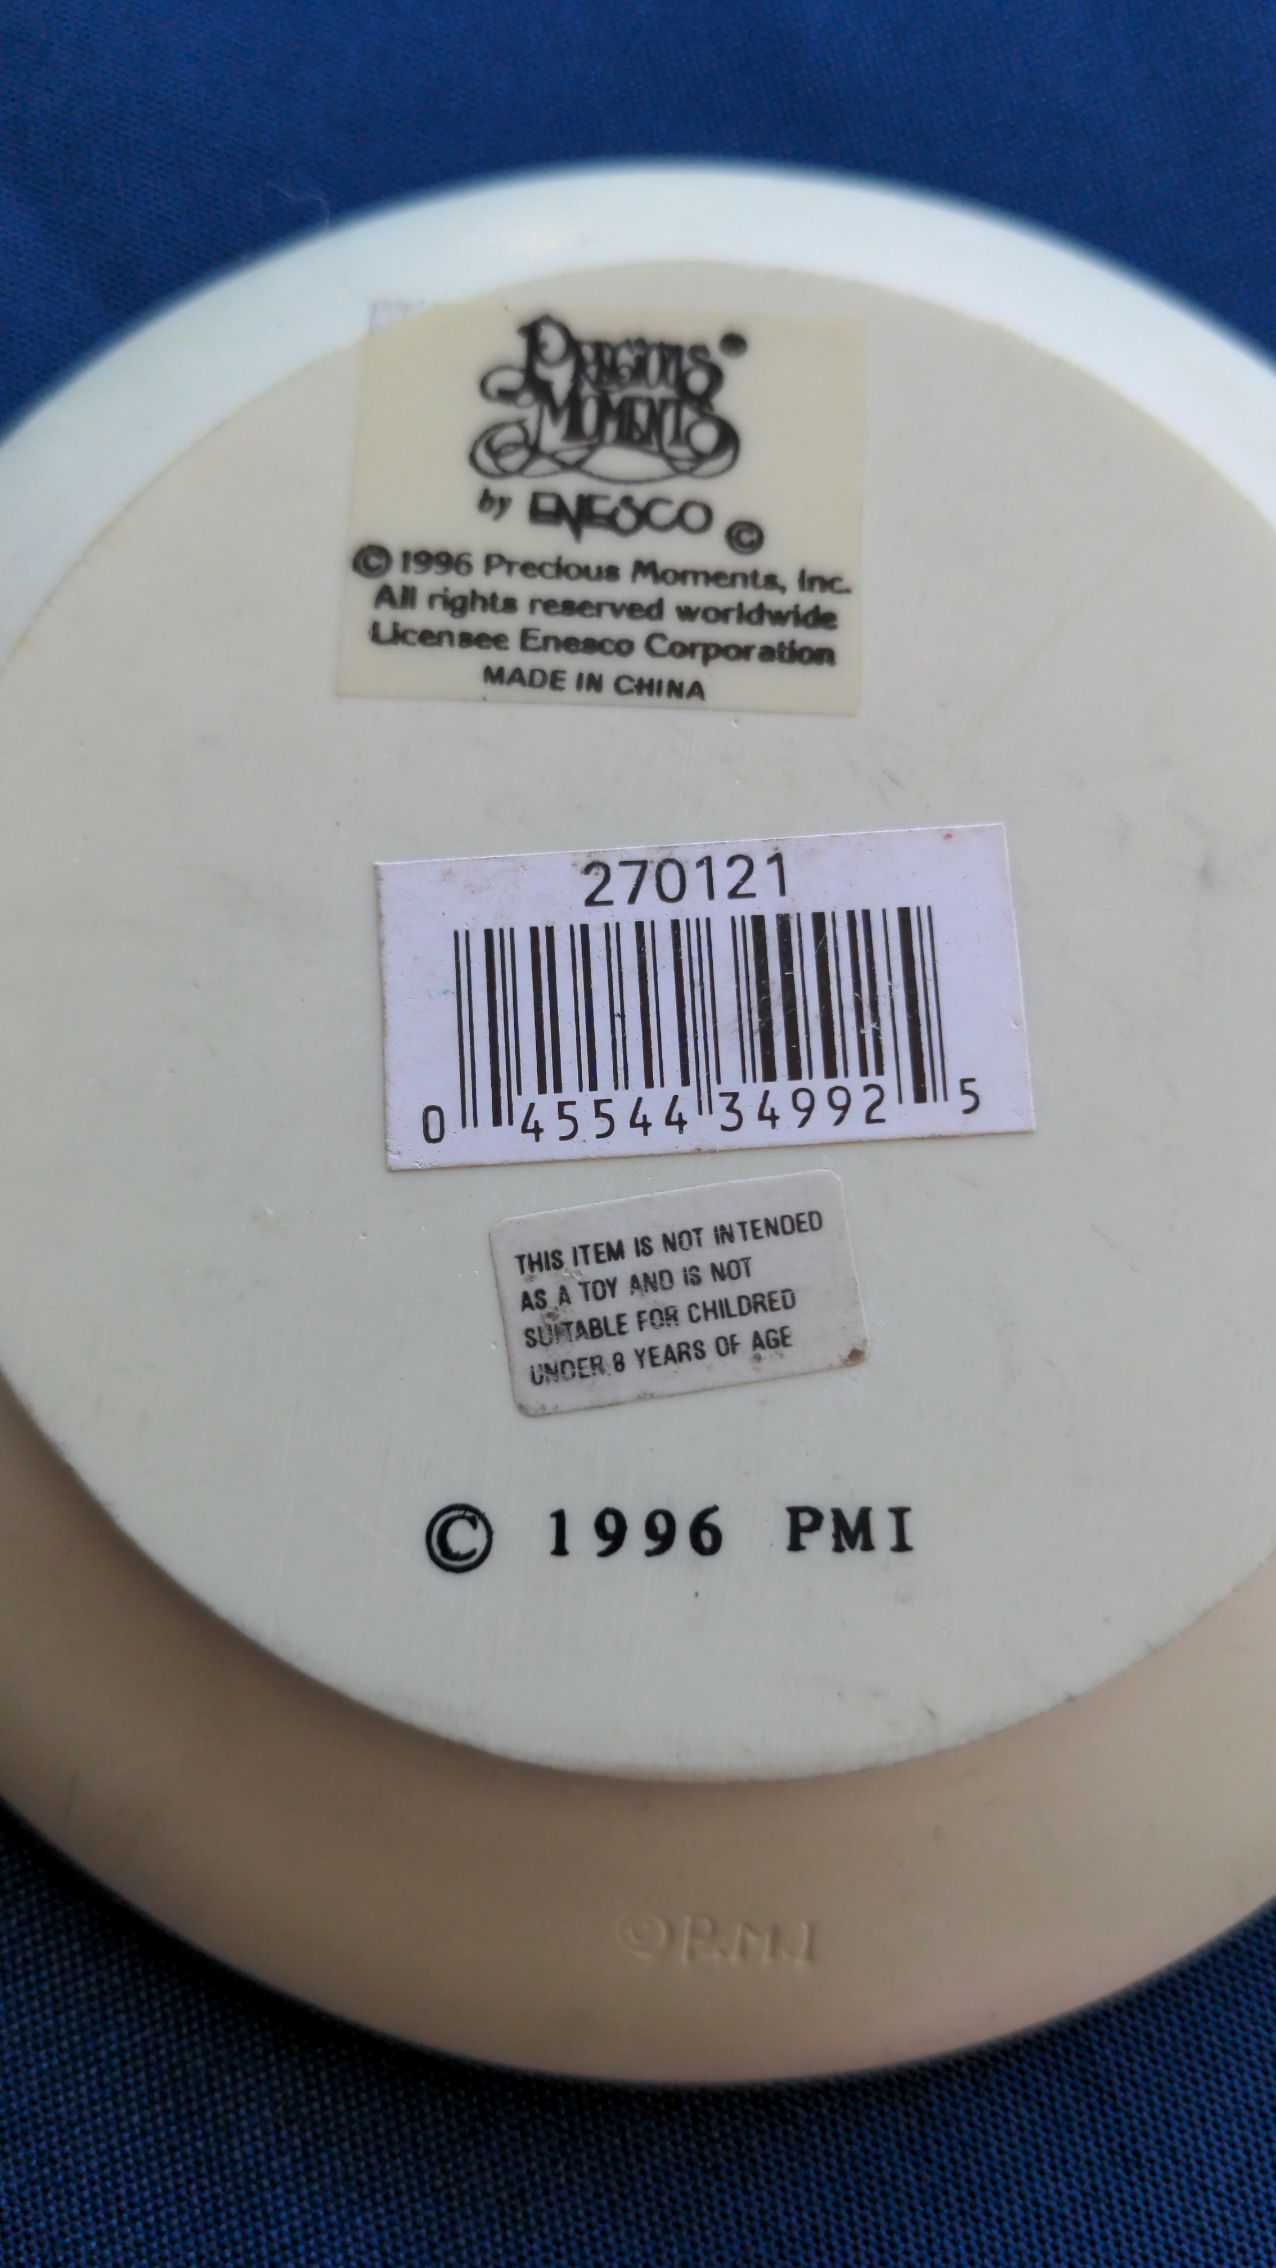 PRECIOUS
MOMENTS
by ENESCO ©
© 1996 Precious Moments, Inc.
All rights reserved worldwide
Licensee Enesco Corporation
MADE IN CHINA
270121
0 45544 34992 5
THIS ITEM IS NOT INTENDED
AS A TOY AND IS NOT
SUITABLE FOR CHILDRED
UNDER 8 YEARS OF AGE
© 1996 PMI
©P.M.I